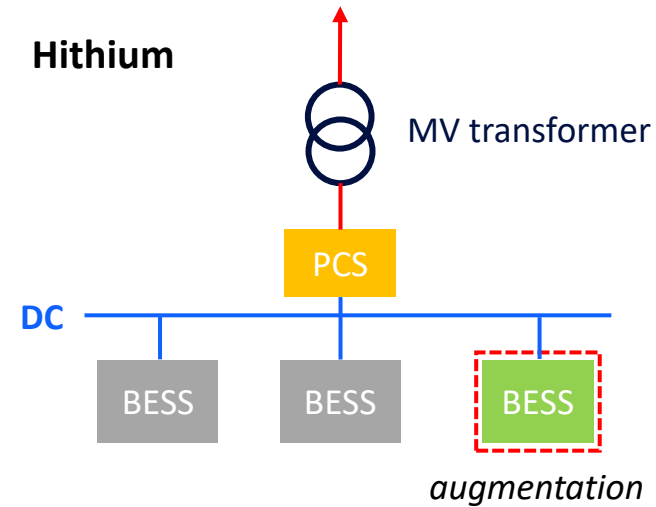 Hithium
MV transformer
PCS
DC
BESS
BESS
BESS
augmentation